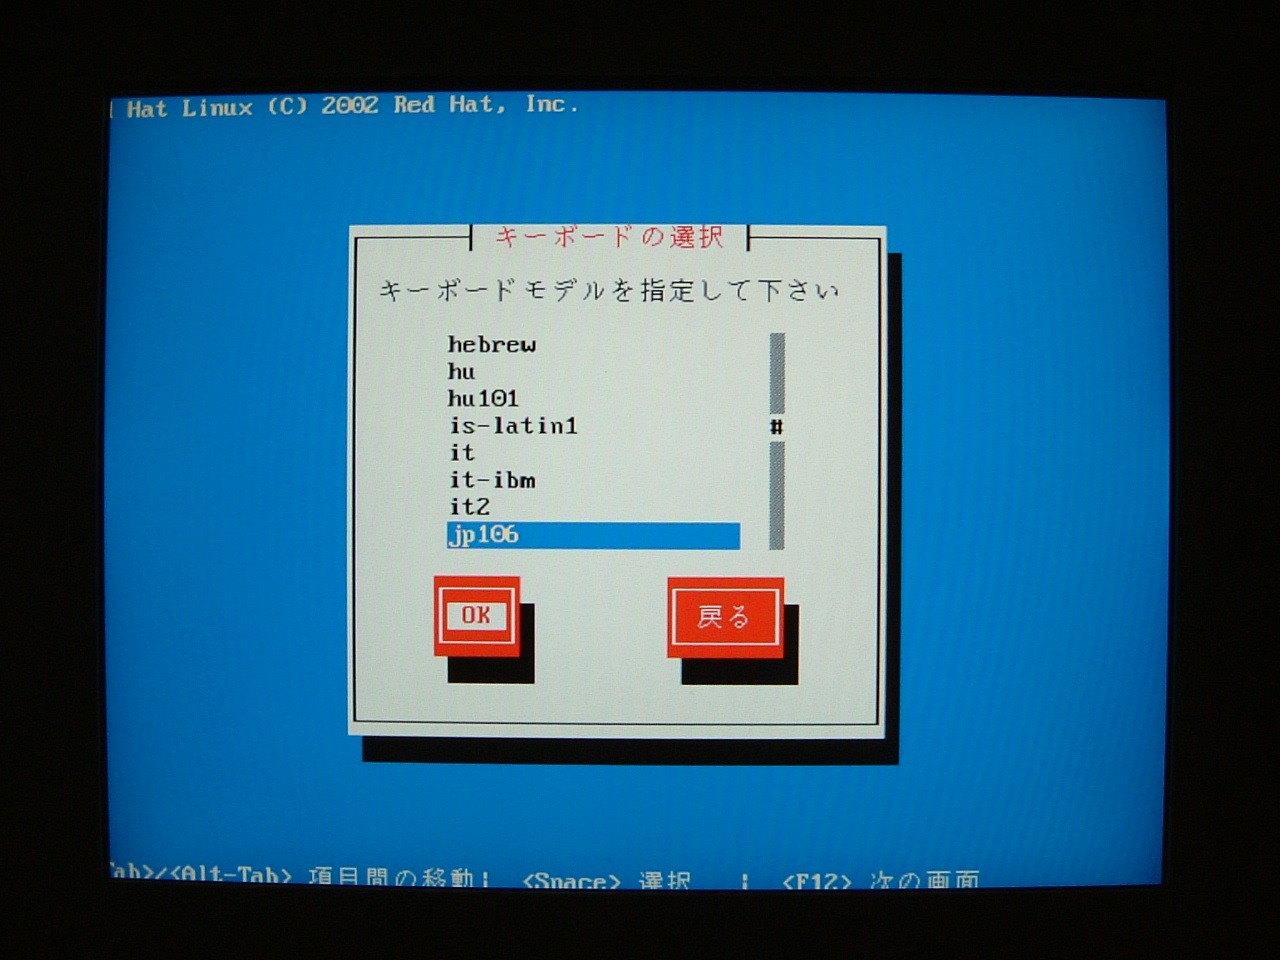 Hat Linux (C) 2002 Red Hat, Inc.
キーボードの選択
キーボードモデルを指定して下さい
hebrew
hu
hu101
is-latin1
it
it-ibm
it2
jp106
#
OK 戻る
Tab>/<Alt-Tab> 項目間の移動| <Space> 選択 | <F12> 次の画面